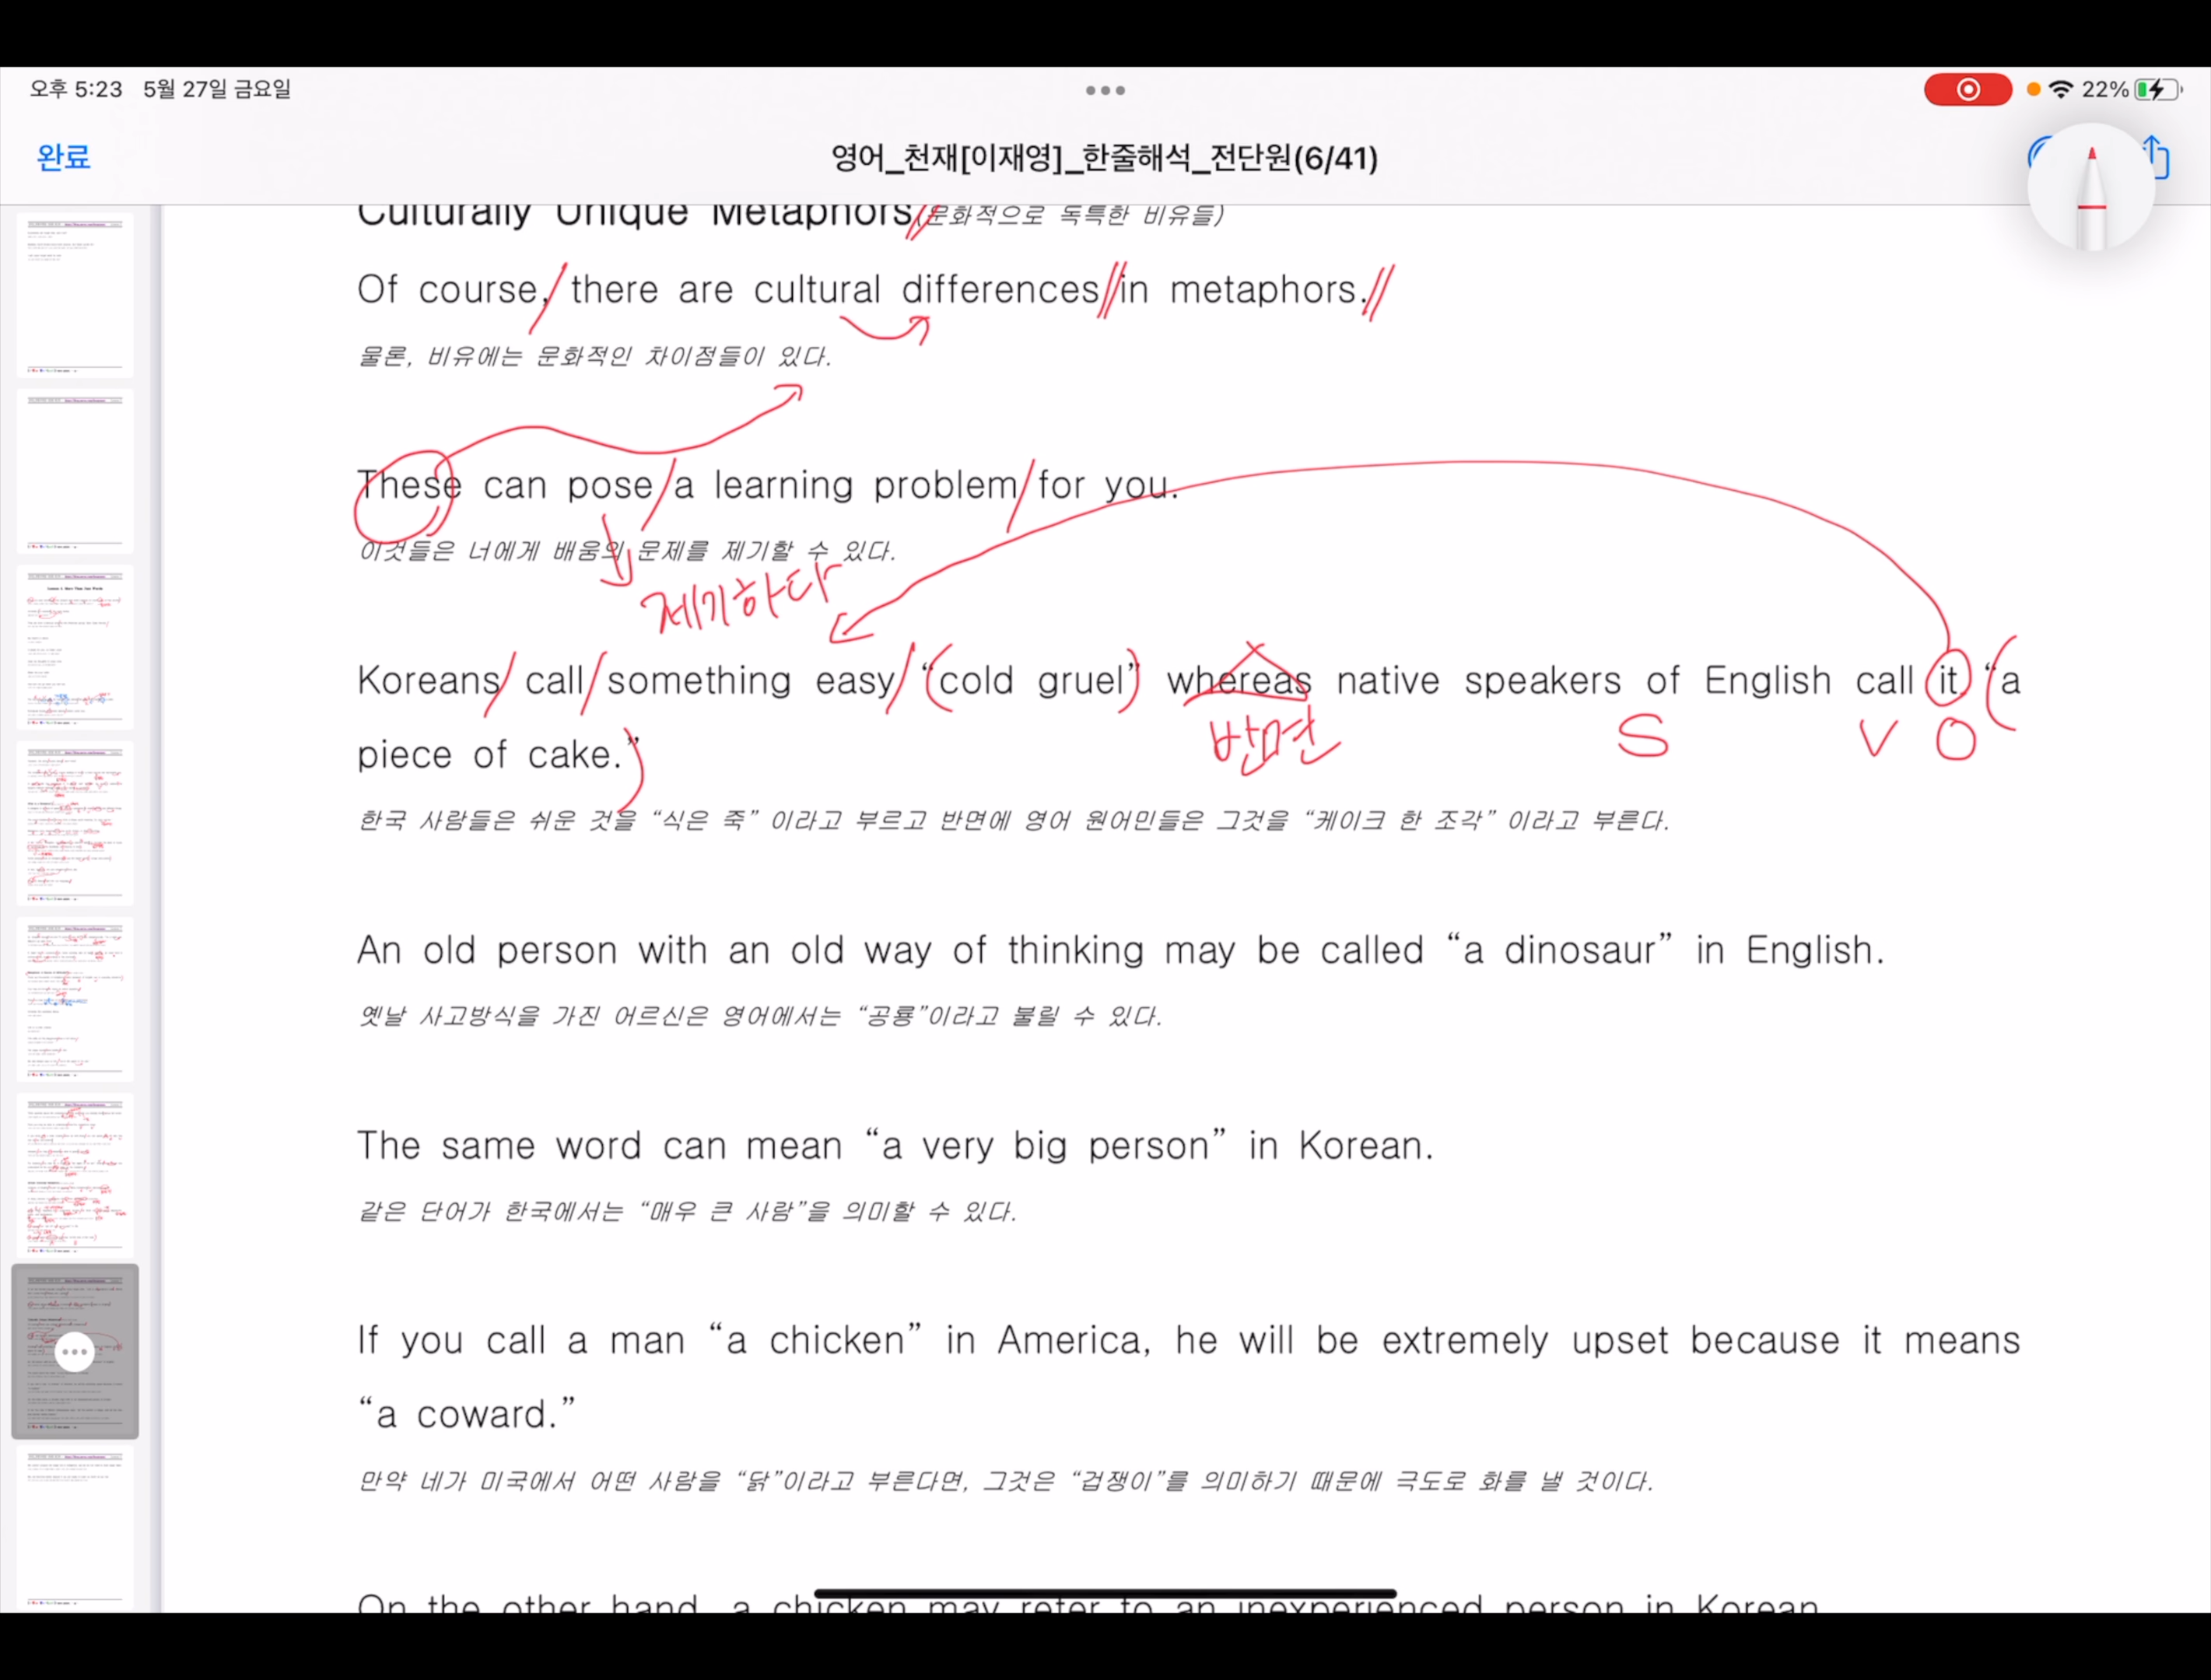 오후 5:23 5월 27일 금요일
22%
완료
영어_천재[이재영]_한줄해석_전단원(6/41)
Culturally Unique Metaphors(문화적으로 독특한 비유들)
Of course, there are cultural differences in metaphors.
물론, 비유에는 문화적인 차이점들이 있다.
These can pose a learning problem for you.
이것들은 너에게 배움의 문제를 제기할 수 있다.
제기하다
Koreans call something easy “cold gruel” whereas native speakers of English call it “a
반면 S V O
piece of cake.”
한국 사람들은 쉬운 것을 “식은 죽” 이라고 부르고 반면에 영어 원어민들은 그것을 “케이크 한 조각” 이라고 부른다.
An old person with an old way of thinking may be called “a dinosaur” in English.
옛날 사고방식을 가진 어르신은 영어에서는 “공룡”이라고 불릴 수 있다.
The same word can mean “a very big person” in Korean.
같은 단어가 한국에서는 “매우 큰 사람”을 의미할 수 있다.
If you call a man “a chicken” in America, he will be extremely upset because it means
“a coward.”
만약 네가 미국에서 어떤 사람을 “닭”이라고 부른다면, 그것은 “겁쟁이”를 의미하기 때문에 극도로 화를 낼 것이다.
On the other hand, a chicken may refer to an inexperienced person in Korean